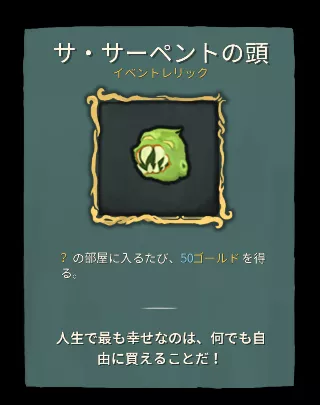 サ・サーペントの頭
イベントレリック
? の部屋に入るたび、50ゴールドを得
る。
人生で最も幸せなのは、何でも自
由に買えることだ！